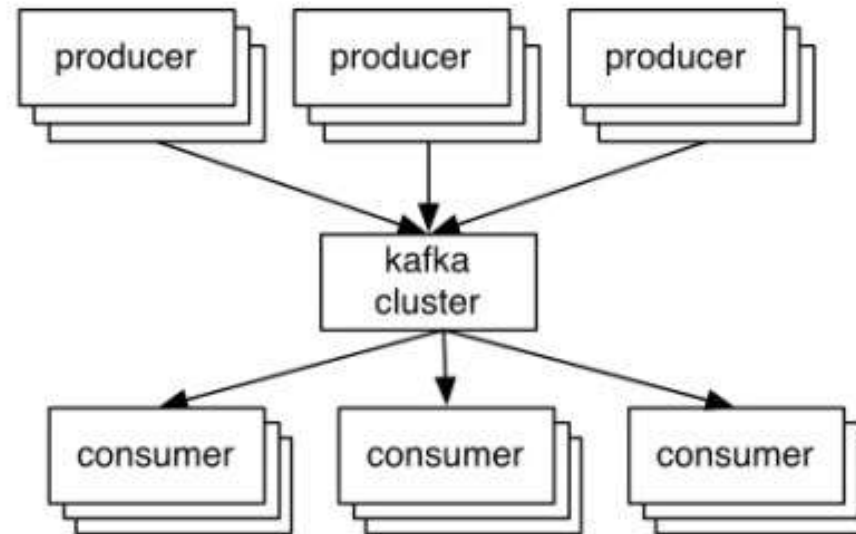 producer
producer
producer
kafka
cluster
consumer
consumer
consumer